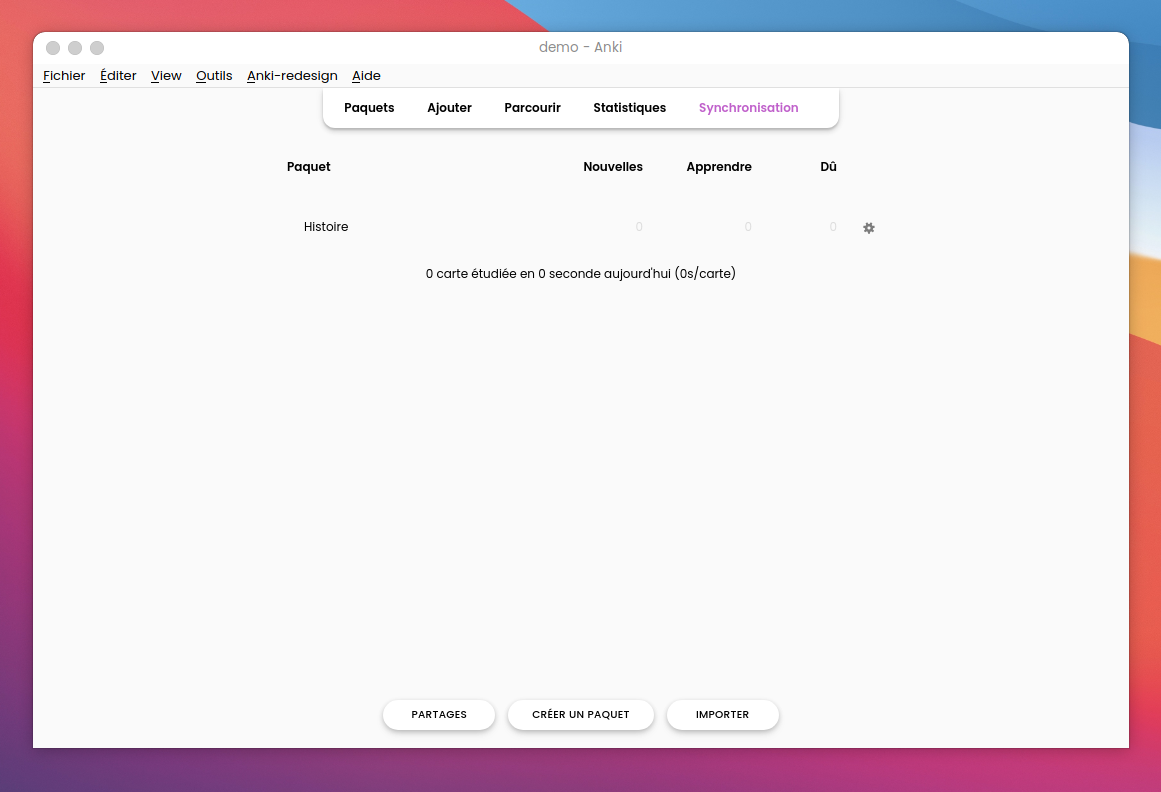 demo - Anki
Fichier Éditer View Outils Anki-redesign Aide
Paquets Ajouter Parcourir Statistiques Synchronisation
Paquet Nouvelles Apprendre Dû
Histoire 0 0 0
0 carte étudiée en 0 seconde aujourd'hui (0s/carte)
PARTAGES CRÉER UN PAQUET IMPORTER